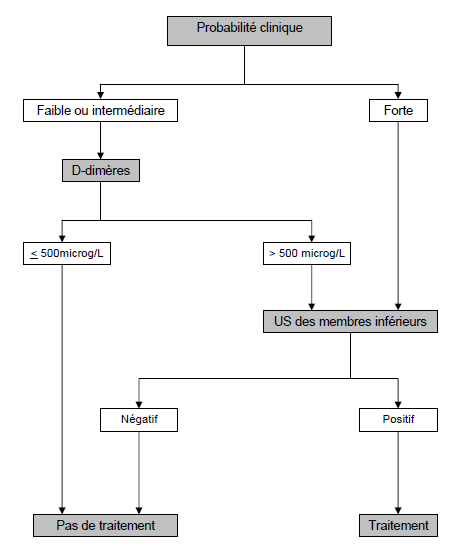 Probabilité clinique
Faible ou intermédiaire
Forte
D-dimères
≤ 500microg/L
> 500 microg/L
US des membres inférieurs
Négatif
Positif
Pas de traitement
Traitement